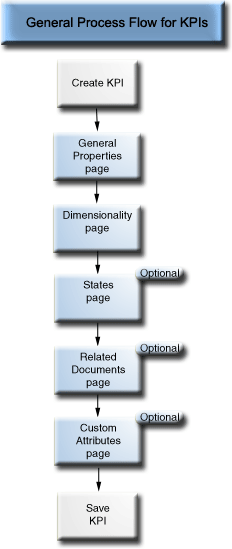 General Process Flow for KPIs
Create KPI
General
Properties
page
Dimensionality
page
Optional
States
page
Optional
Related
Documents
page
Optional
Custom
Attributes
page
Save
KPI